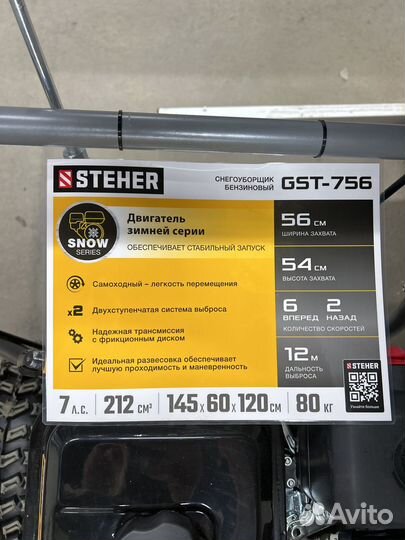 STEHER
СНЕГОУБОРЩИК
БЕНЗИНОВЫЙ
GST-756
SNOW
SERIES
Двигатель
зимней серии
ОБЕСПЕЧИВАЕТ СТАБИЛЬНЫЙ ЗАПУСК
Самоходный – легкость перемещения
x2 Двухступенчатая система выброса
Надежная трансмиссия
с фрикционным диском
Идеальная развесовка обеспечивает
лучшую проходимость и маневренность
56 см
ШИРИНА ЗАХВАТА
54 см
ВЫСОТА ЗАХВАТА
6 2
ВПЕРЕД НАЗАД
КОЛИЧЕСТВО СКОРОСТЕЙ
12 м
ДАЛЬНОСТЬ
ВЫБРОСА
STEHER
Узнайте больше
7 л.с. 212 см³ 145 x 60 x 120 см 80 кг
Avito